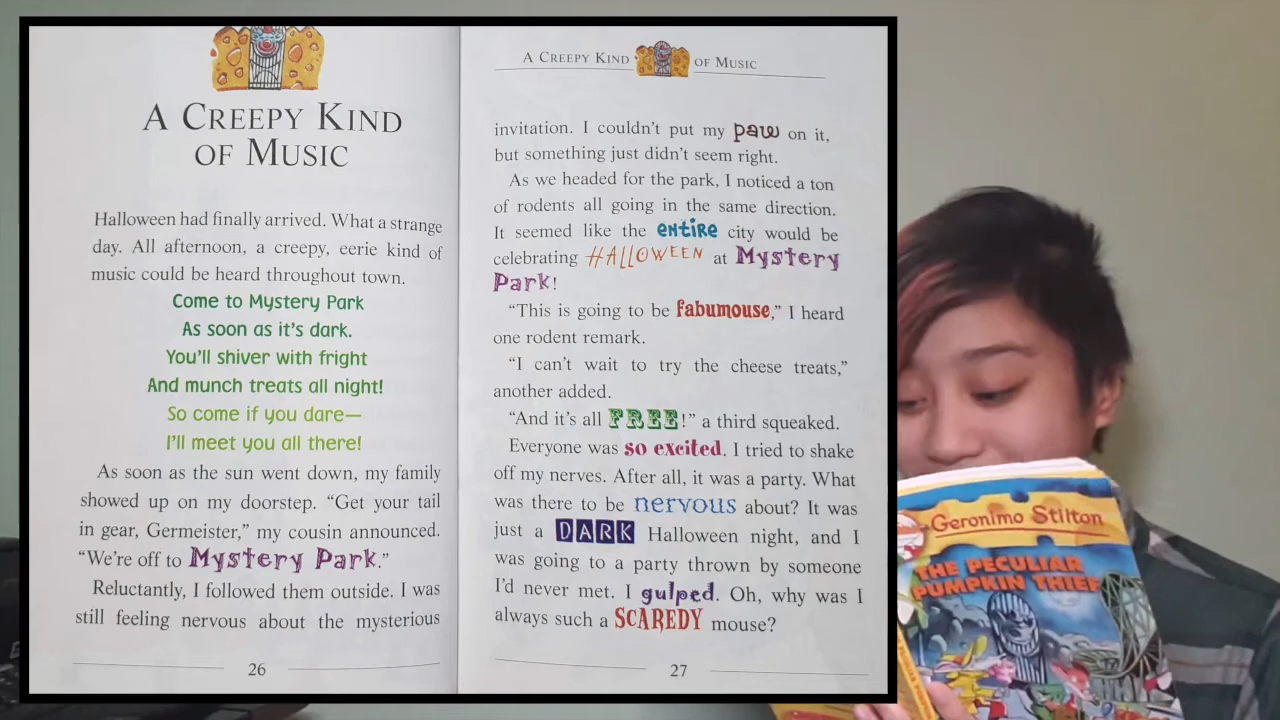 A CREEPY KIND
OF MUSIC
Halloween had finally arrived. What a strange
day. All afternoon, a creepy, eerie kind of
music could be heard throughout town.
Come to Mystery Park
As soon as it's dark.
You'll shiver with fright
And munch treats all night!
So come if you dare—
I'll meet you all there!
As soon as the sun went down, my family
showed up on my doorstep. "Get your tail
in gear, Germeister," my cousin announced.
"We're off to Mystery Park."
Reluctantly, I followed them outside. I was
still feeling nervous about the mysterious
26
A CREEPY KIND OF MUSIC
invitation. I couldn't put my paw on it,
but something just didn't seem right.
As we headed for the park, I noticed a ton
of rodents all going in the same direction.
It seemed like the entire city would be
celebrating HALLOWEEN at Mystery
Park!
"This is going to be fabumouse," I heard
one rodent remark.
"I can't wait to try the cheese treats,"
another added.
"And it's all FREE!" a third squeaked.
Everyone was so excited. I tried to shake
off my nerves. After all, it was a party. What
was there to be nervous about? It was
just a DARK Halloween night, and I
was going to a party thrown by someone
I'd never met. I gulped. Oh, why was I
always such a SCAREDY mouse?
27
Geronimo Stilton
THE PECULIAR
PUMPKIN THIEF